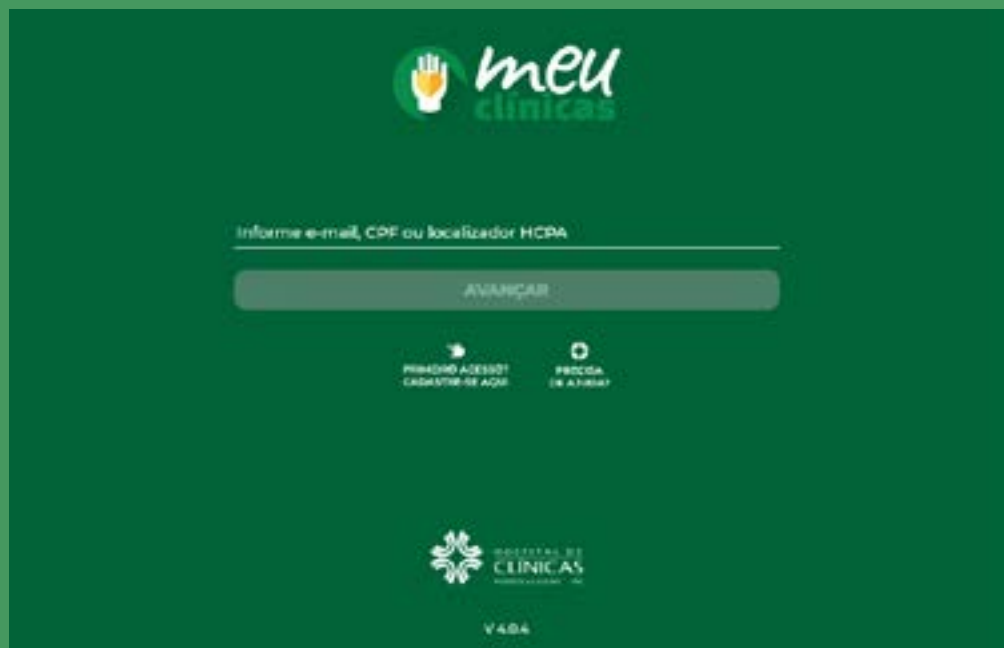 meu
clínicas
Informe e-mail, CPF ou localizador HCPA
AVANÇAR
PRIMEIRO ACESSO?
CADASTRE-SE AQUI
PRECISA
DE AJUDA?
HOSPITAL DE
CLÍNICAS
V 4.0.4